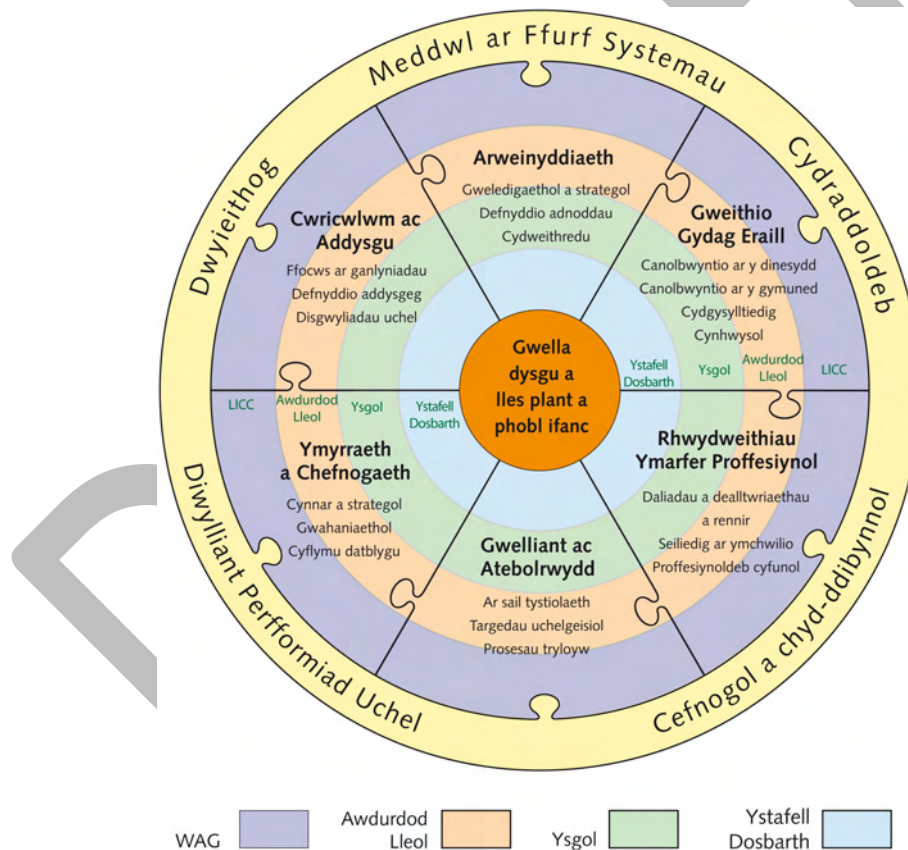 Meddwl ar Ffurf Systemau
Cydraddoldeb
Cefnogol a chyd-ddibynnol
Diwylliant Perfformiad Uchel
Dwyieithog
Arweinyddiaeth
Gweledigaethol a strategol
Defnyddio adnoddau
Cydweithredu
Gweithio
Gydag Eraill
Canolbwyntio ar y dinesydd
Canolbwyntio ar y gymuned
Cydgysylltiedig
Cynhwysol
Cwricwlwm ac
Addysgu
Ffocws ar ganlyniadau
Defnyddio addysgeg
Disgwyliadau uchel
Gwella
dysgu a
lles plant a
phobl ifanc
Ystafell
Dosbarth
Ysgol
Awdurdod
Lleol
LICC
LICC
Awdurdod
Lleol
Ysgol
Ystafell
Dosbarth
Ymyrraeth
a Chefnogaeth
Cynnar a strategol
Gwahaniaethol
Cyflymu datblygu
Rhwydweithiau
Ymarfer Proffesiynol
Daliadau a dealltwriaethau
a rennir
Seiliedig ar ymchwilio
Proffesiynoldeb cyfunol
Gwelliant ac
Atebolrwydd
Ar sail tystiolaeth
Targedau uchelgeisiol
Prosesau tryloyw
WAG
Awdurdod
Lleol
Ysgol
Ystafell
Dosbarth